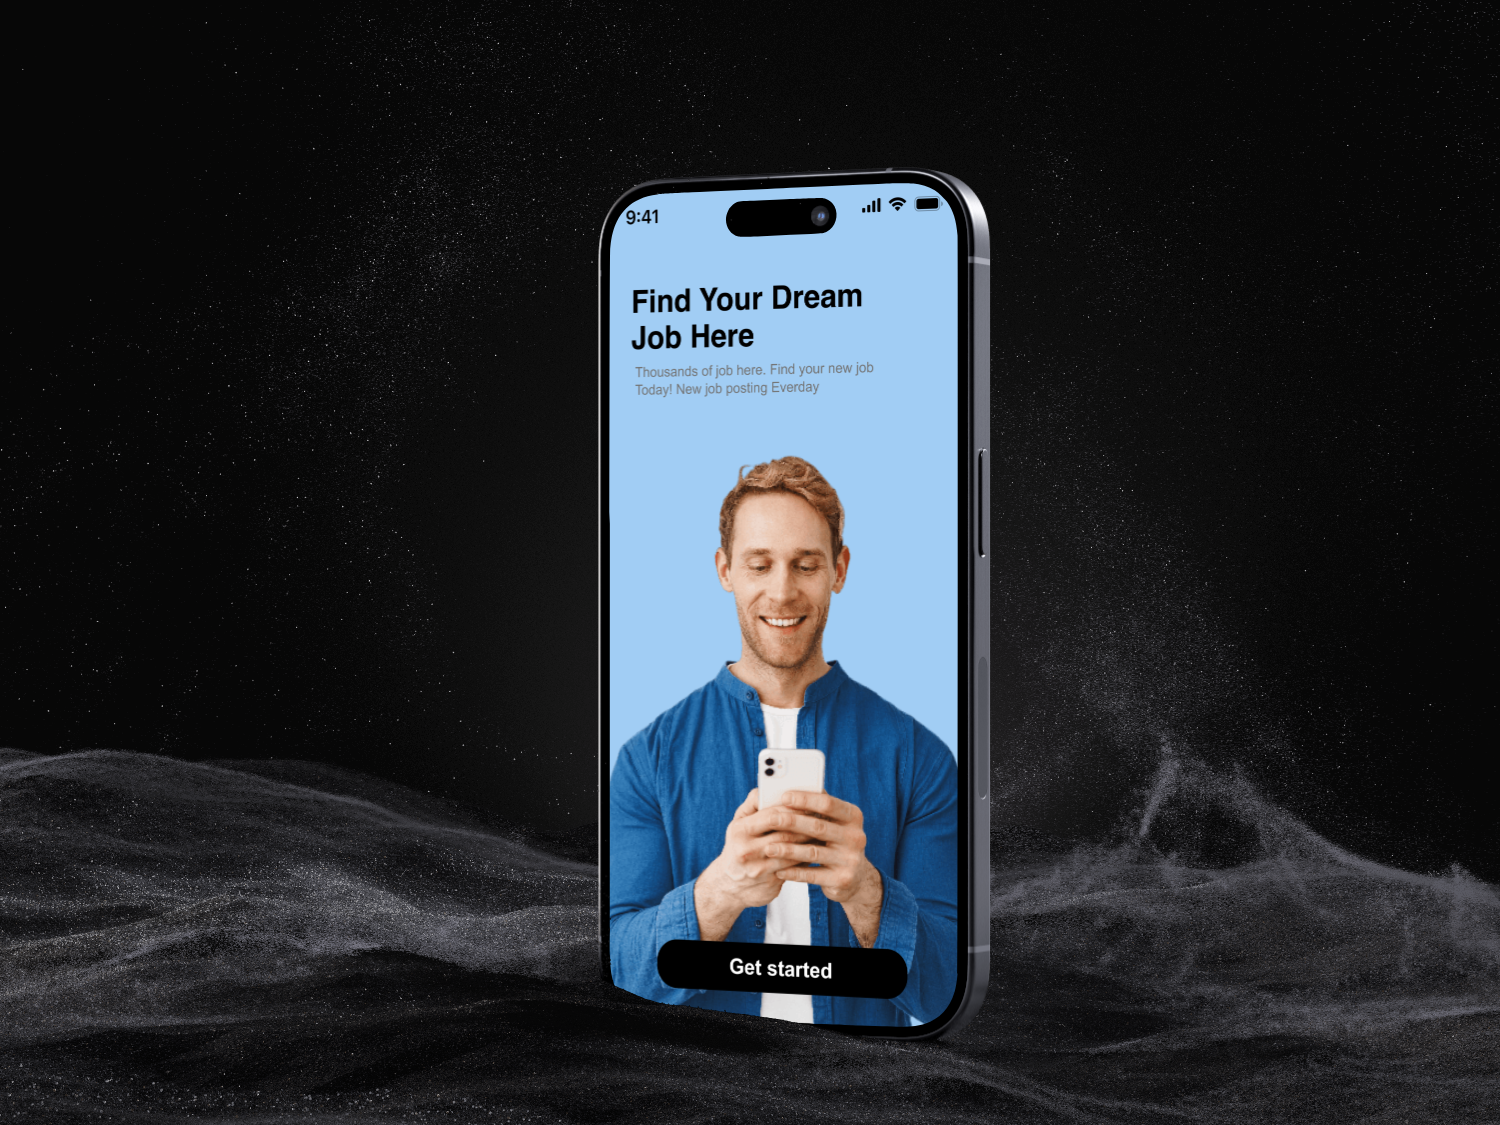 9:41
Find Your Dream
Job Here
Thousands of job here. Find your new job
Today! New job posting Everday
Get started